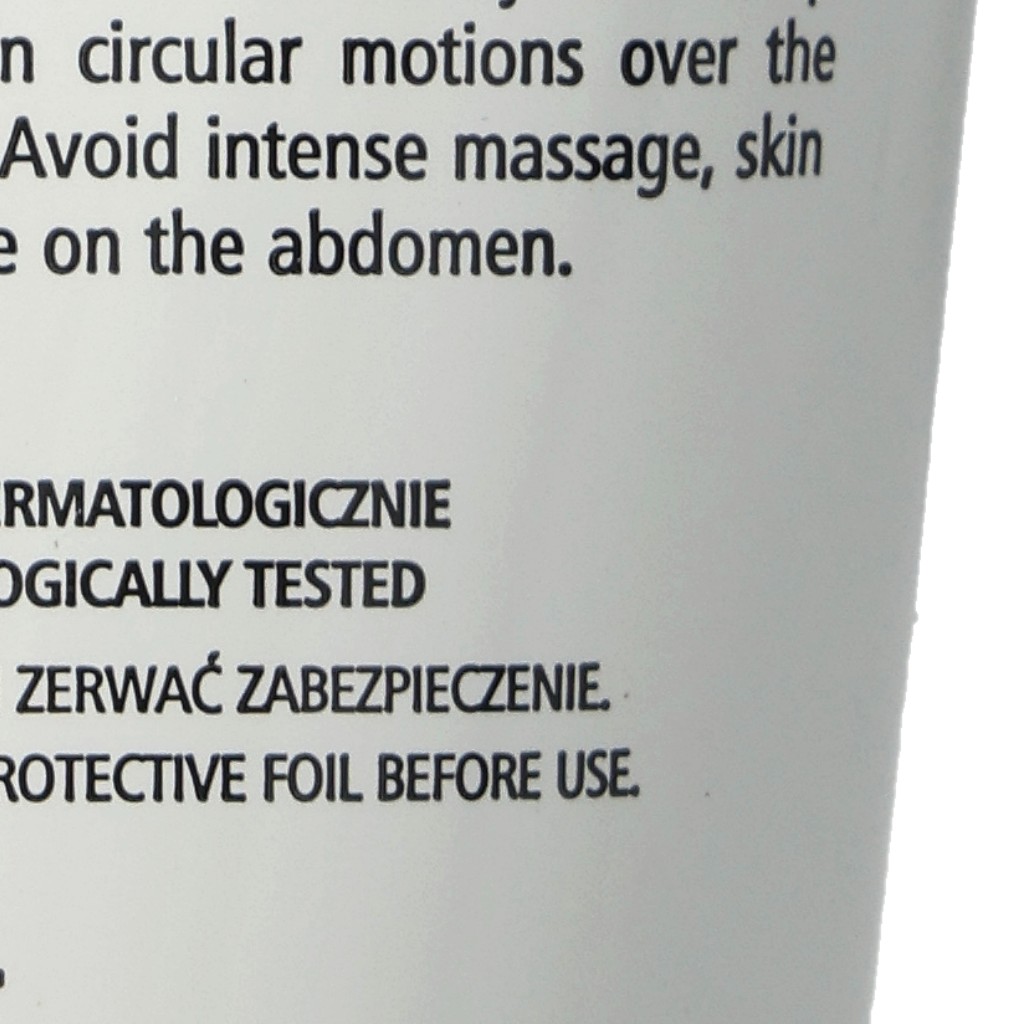 circular motions over the
Avoid intense massage, skin
on the abdomen.
ERMATOLOGICZNIE
OGICALLY TESTED
ZERWAĆ ZABEZPIECZENIE.
ROTECTIVE FOIL BEFORE USE.